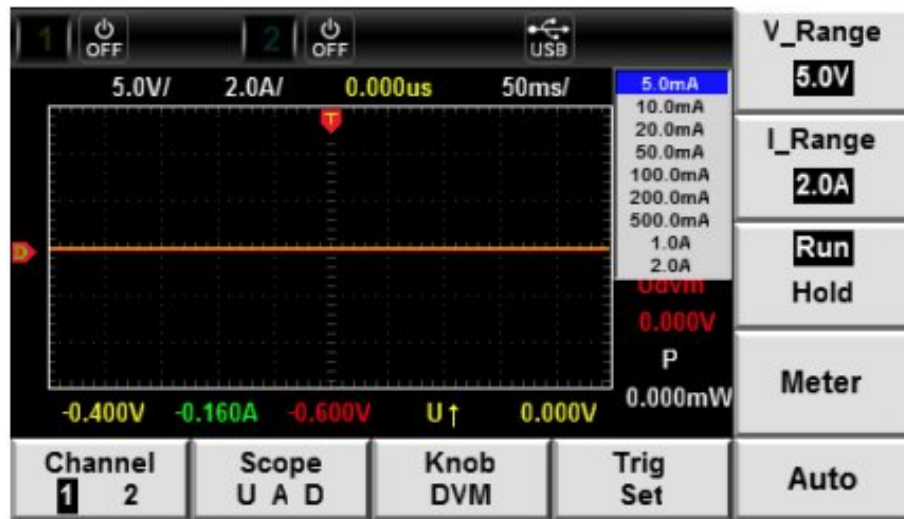 1 OFF 2 OFF USB
5.0V/ 2.0A/ 0.000us 50ms/
T
D
5.0mA
10.0mA
20.0mA
50.0mA
100.0mA
200.0mA
500.0mA
1.0A
2.0A
Udvm
0.000V
P
0.000mW
-0.400V -0.160A -0.600V U↑ 0.000V
V_Range
5.0V
I_Range
2.0A
Run
Hold
Meter
Auto
Channel
1 2
Scope
U A D
Knob
DVM
Trig
Set